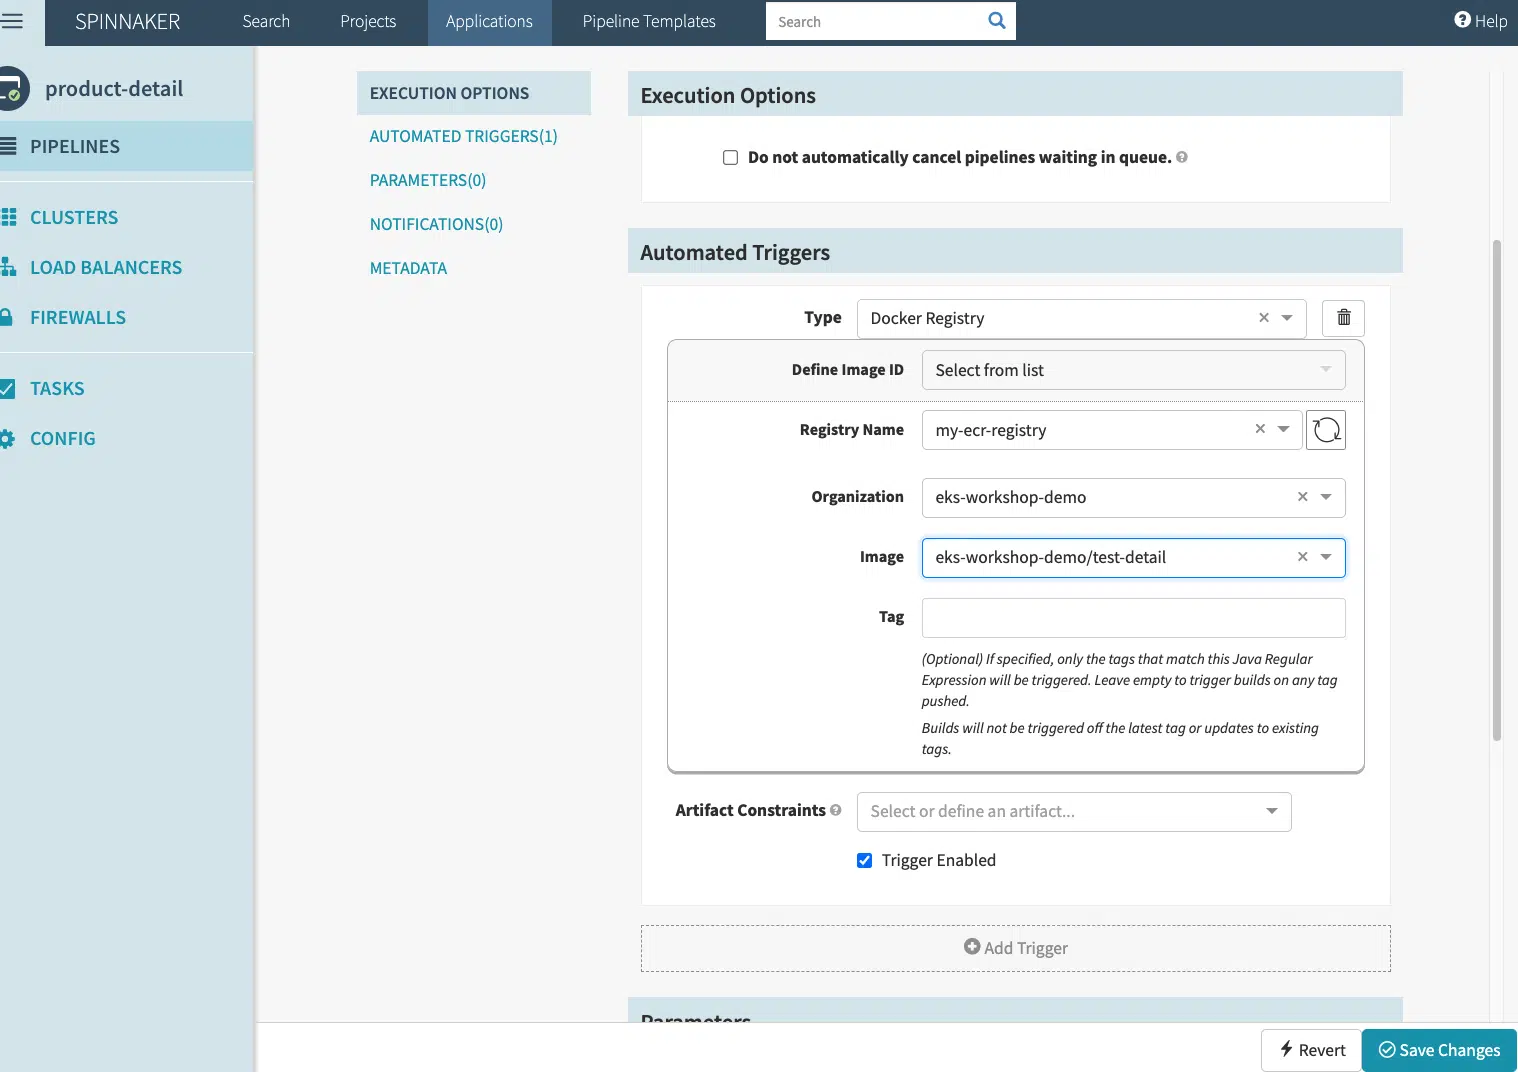 SPINNAKER
Search
Projects
Applications
Pipeline Templates
Search
Help
product-detail
PIPELINES
CLUSTERS
LOAD BALANCERS
FIREWALLS
TASKS
CONFIG
EXECUTION OPTIONS
AUTOMATED TRIGGERS(1)
PARAMETERS(0)
NOTIFICATIONS(0)
METADATA
Execution Options
Do not automatically cancel pipelines waiting in queue.
Automated Triggers
Type
Docker Registry
Define Image ID
Select from list
Registry Name
my-ecr-registry
Organization
eks-workshop-demo
Image
eks-workshop-demo/test-detail
Tag
(Optional) If specified, only the tags that match this Java Regular
Expression will be triggered. Leave empty to trigger builds on any tag
pushed.
Builds will not be triggered off the latest tag or updates to existing
tags.
Artifact Constraints
Select or define an artifact...
Trigger Enabled
Add Trigger
Parameters
Revert
Save Changes